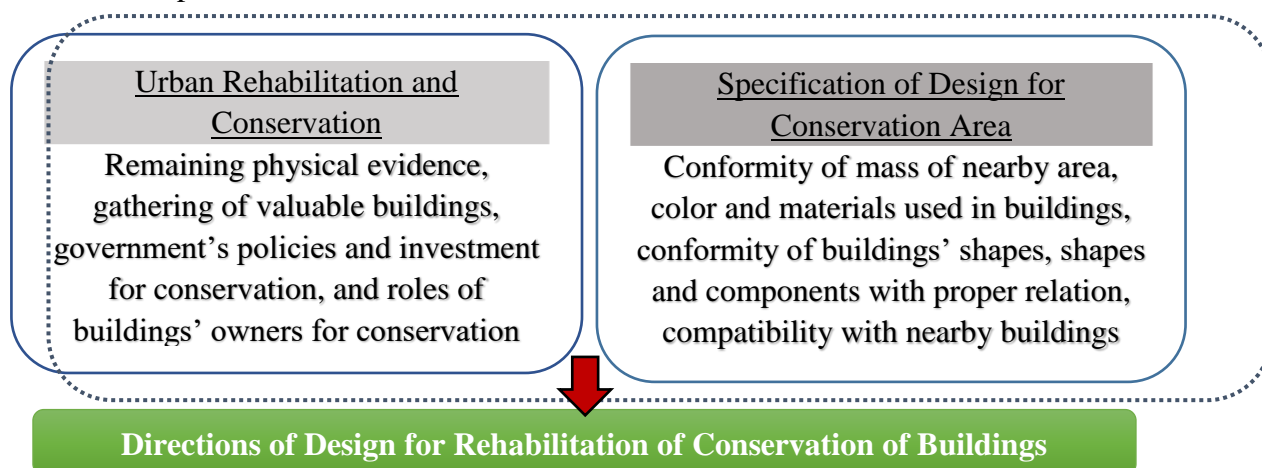 Urban Rehabilitation and
Conservation
Remaining physical evidence,
gathering of valuable buildings,
government’s policies and investment
for conservation, and roles of
buildings’ owners for conservation
Specification of Design for
Conservation Area
Conformity of mass of nearby area,
color and materials used in buildings,
conformity of buildings’ shapes, shapes
and components with proper relation,
compatibility with nearby buildings
Directions of Design for Rehabilitation of Conservation of Buildings